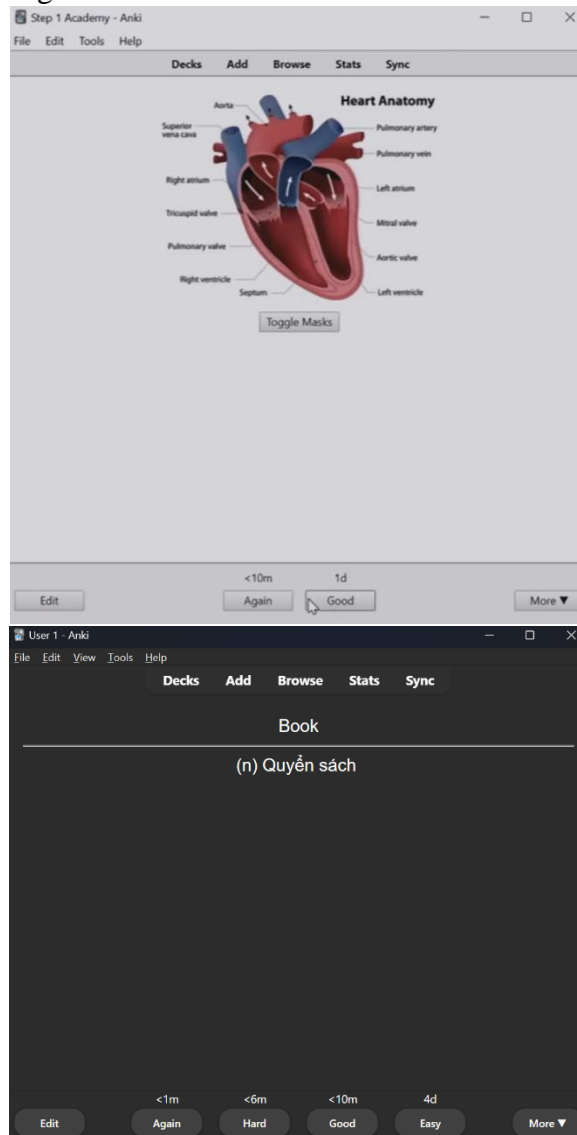 Step 1 Academy - Anki
File Edit Tools Help
Decks Add Browse Stats Sync
Heart Anatomy
Aorta
Superior
vena cava
Pulmonary artery
Pulmonary vein
Right atrium
Left atrium
Tricuspid valve
Mitral valve
Pulmonary valve
Aortic valve
Right ventricle
Septum
Left ventricle
Toggle Masks
<10m 1d
Edit Again Good More ▼
User 1 - Anki
File Edit View Tools Help
Decks Add Browse Stats Sync
Book
(n) Quyển sách
<1m <6m <10m 4d
Edit Again Hard Good Easy More ▼